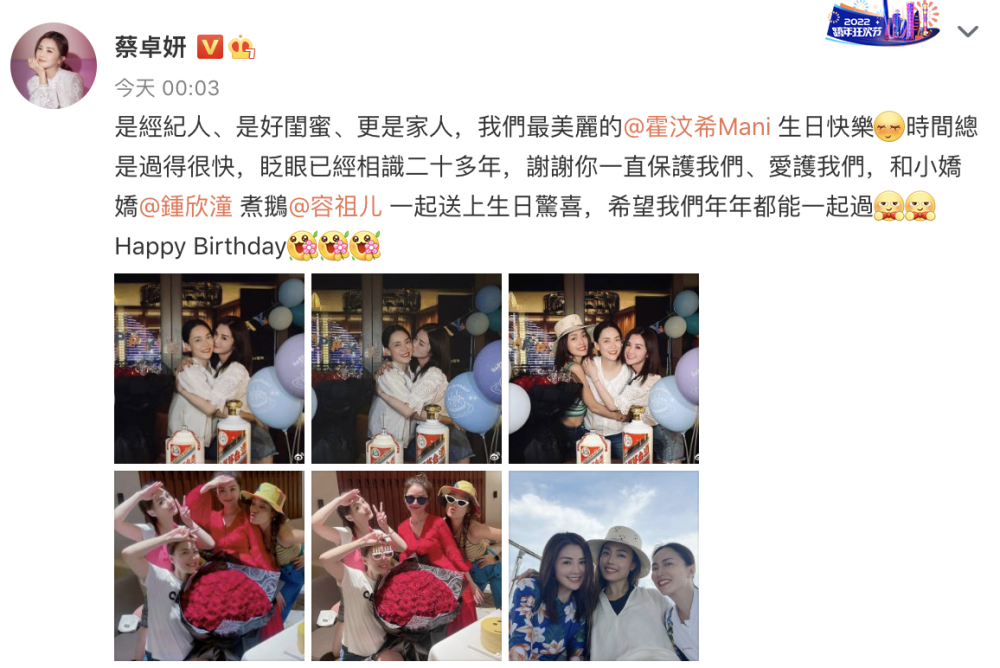 2022
跨年狂欢节
蔡卓妍
今天 00:03
是經紀人、是好閨蜜、更是家人，我們最美麗的@霍汶希Mani 生日快樂時間總
是過得很快，眨眼已經相識二十多年，謝謝你一直保護我們、愛護我們，和小嬌
嬌@鍾欣潼 煮鵝@容祖儿 一起送上生日驚喜，希望我們年年都能一起過
Happy Birthday